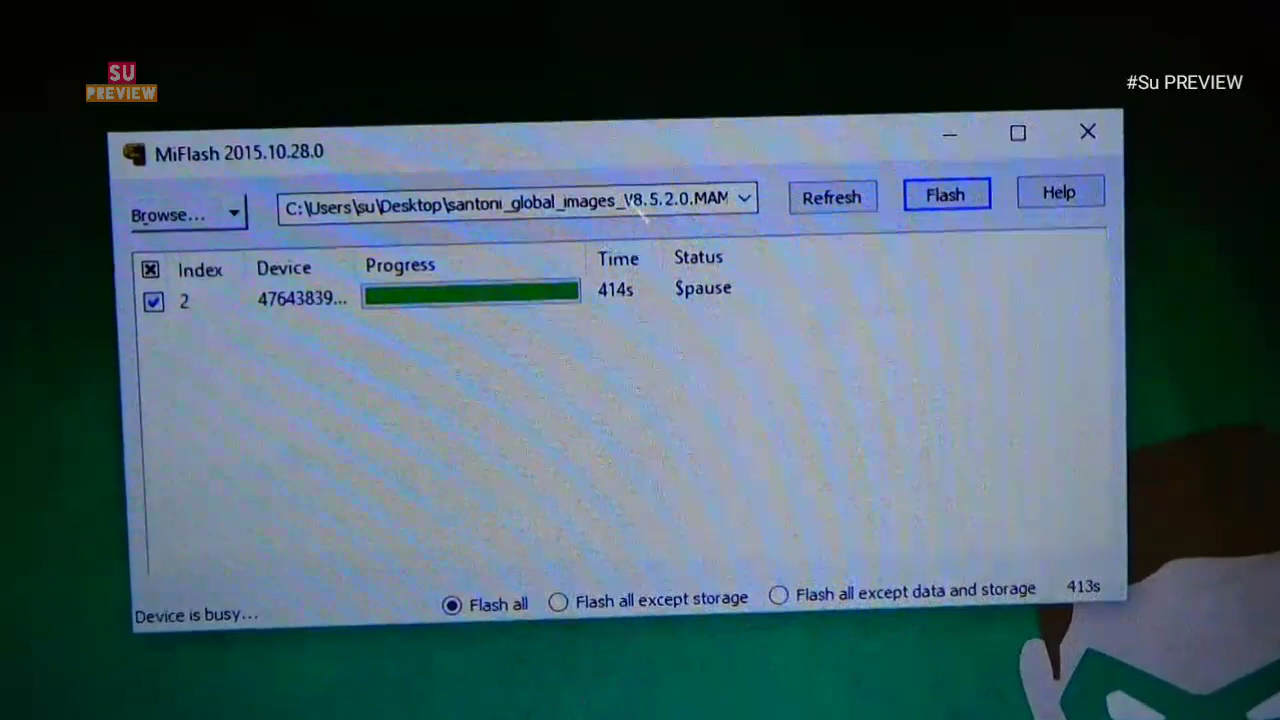 SU
PREVIEW
#Su PREVIEW
MiFlash 2015.10.28.0
Browse...
C:\Users\su\Desktop\santoni_global_images_V8.5.2.0.MAM
Refresh
Flash
Help
Index Device Progress Time Status
2 47643839... 414s $pause
Device is busy...
Flash all
Flash all except storage
Flash all except data and storage
413s